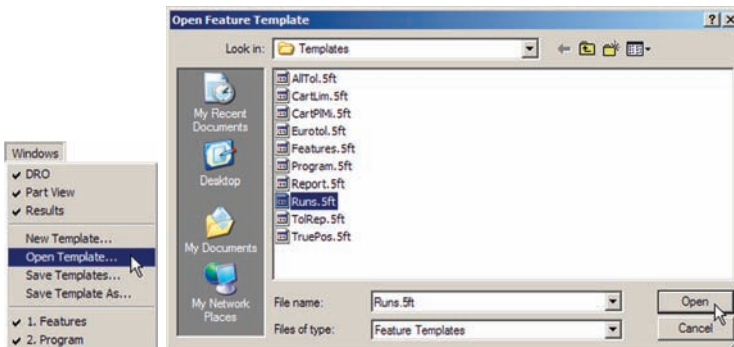 Windows
DRO
Part View
Results
New Template...
Open Template...
Save Templates...
Save Template As...
1. Features
2. Program
Open Feature Template
Look in:
Templates
My Recent
Documents
Desktop
My Documents
My Network
Places
AllTol.5ft
CartLim.5ft
CartPlMi.5ft
Eurotol.5ft
Features.5ft
Program.5ft
Report.5ft
Runs.5ft
TolRep.5ft
TruePos.5ft
File name:
Runs.5ft
Open
Files of type:
Feature Templates
Cancel